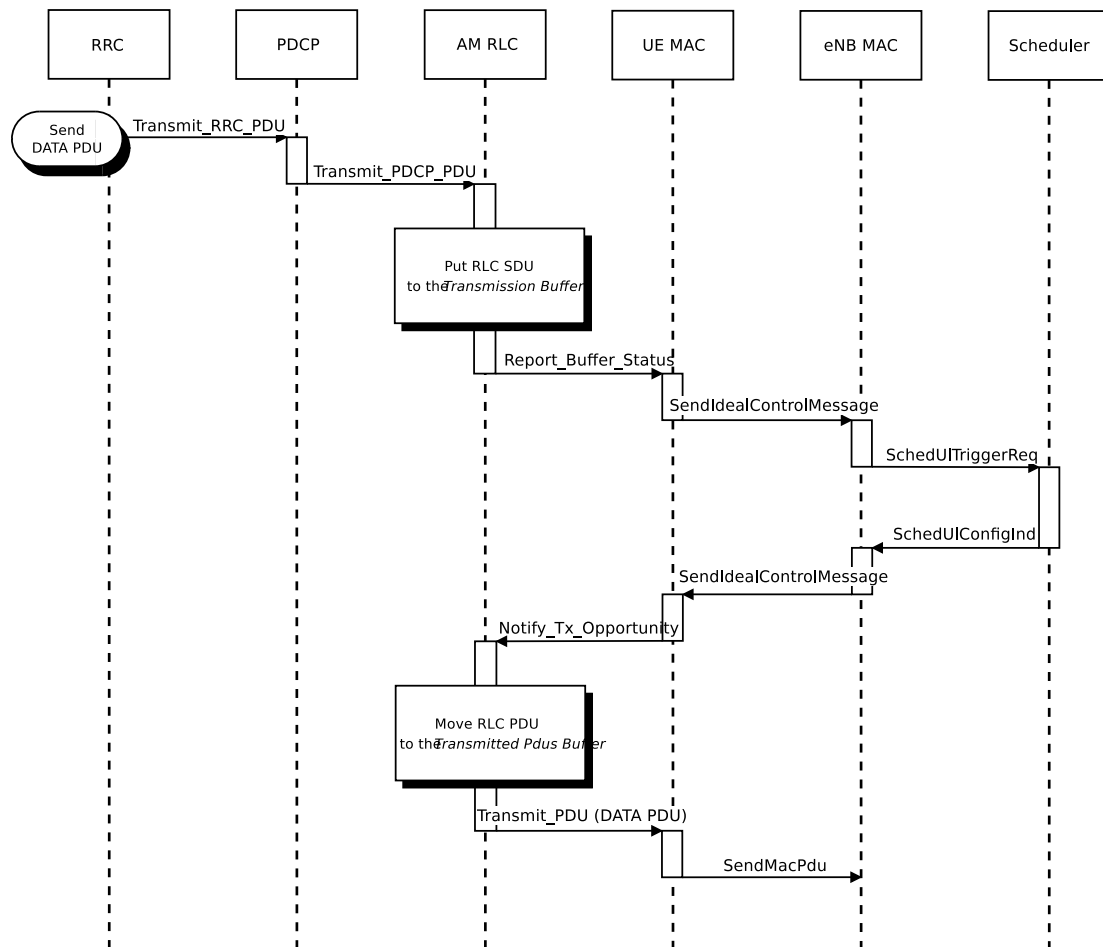 RRC
PDCP
AM RLC
UE MAC
eNB MAC
Scheduler
Send
DATA PDU
Transmit_RRC_PDU
Transmit_PDCP_PDU
Put RLC SDU
to the Transmission Buffer
Report_Buffer_Status
SendIdealControlMessage
SchedUlTriggerReq
SchedUlConfigInd
SendIdealControlMessage
Notify_Tx_Opportunity
Move RLC PDU
to the Transmitted Pdus Buffer
Transmit_PDU (DATA PDU)
SendMacPdu